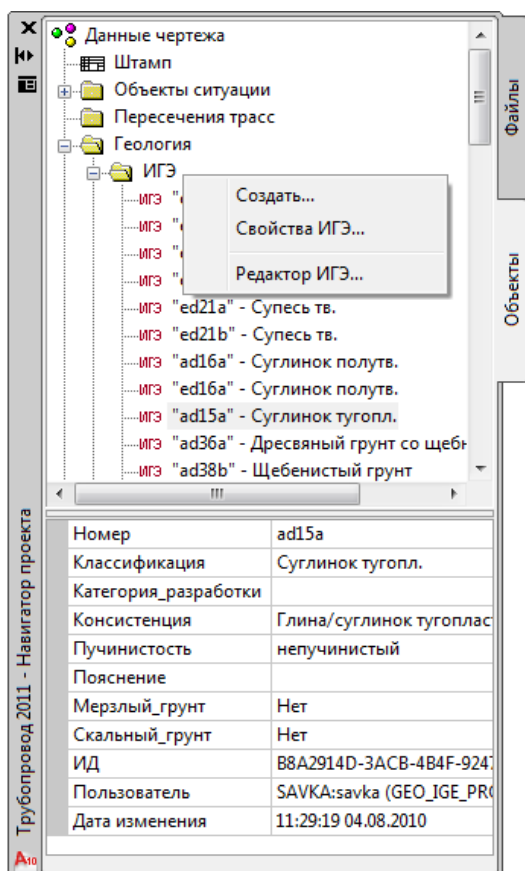 Данные чертежа
Штамп
Объекты ситуации
Пересечения трасс
Геология
ИГЭ
Создать...
Свойства ИГЭ...
Редактор ИГЭ...
ИГЭ "
ИГЭ "
ИГЭ "
ИГЭ "
ИГЭ "ed21a" - Супесь тв.
ИГЭ "ed21b" - Супесь тв.
ИГЭ "ad16a" - Суглинок полутв.
ИГЭ "ed16a" - Суглинок полутв.
ИГЭ "ad15a" - Суглинок тугопл.
ИГЭ "ad36a" - Дресвяный грунт со щебн
ИГЭ "ad38b" - Щебенистый грунт
Номер ad15a
Классификация Суглинок тугопл.
Категория_разработки
Консистенция Глина/суглинок тугоплас
Пучинистость непучинистый
Пояснение
Мерзлый_грунт Нет
Скальный_грунт Нет
ИД B8A2914D-3ACB-4B4F-9247
Пользователь SAVKA:savka (GEO_IGE_PR
Дата изменения 11:29:19 04.08.2010
Файлы
Объекты
Трубопровод 2011 - Навигатор проекта
A10